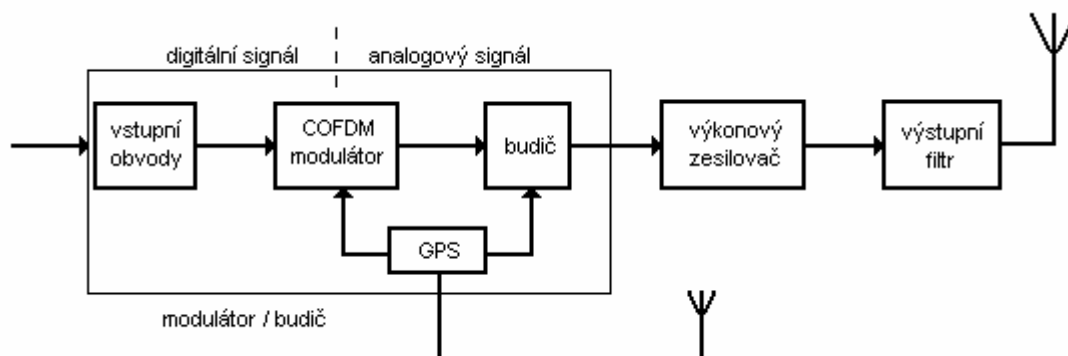 digitální signál
analogový signál
vstupní
obvody
COFDM
modulátor
budič
výkonový
zesilovač
výstupní
filtr
GPS
modulátor / budič